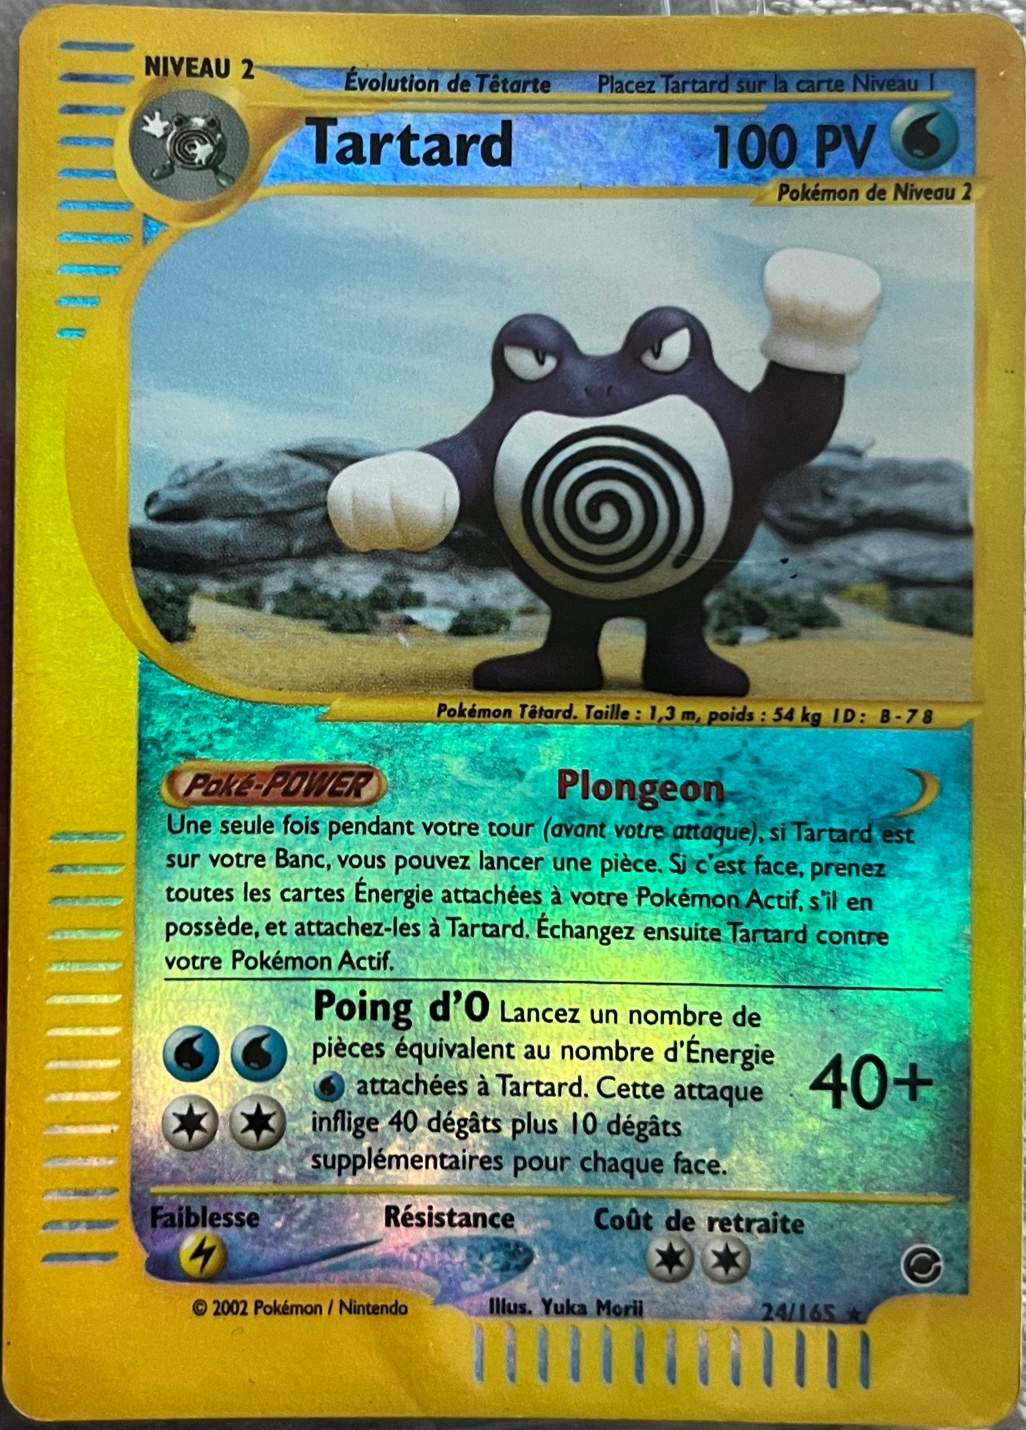 NIVEAU 2
Évolution de Têtarte Placez Tartard sur la carte Niveau 1
Tartard 100 PV
Pokémon de Niveau 2
Pokémon Têtard. Taille : 1,3 m, poids : 54 kg ID: B-78
Poké-POWER Plongeon
Une seule fois pendant votre tour (avant votre attaque), si Tartard est
sur votre Banc, vous pouvez lancer une pièce. Si c'est face, prenez
toutes les cartes Énergie attachées à votre Pokémon Actif, s'il en
possède, et attachez-les à Tartard. Échangez ensuite Tartard contre
votre Pokémon Actif.
Poing d'O Lancez un nombre de
pièces équivalent au nombre d'Énergie
attachées à Tartard. Cette attaque
inflige 40 dégâts plus 10 dégâts
supplémentaires pour chaque face.
40+
Faiblesse Résistance Coût de retraite
© 2002 Pokémon / Nintendo Illus. Yuka Morii 24/165 ★